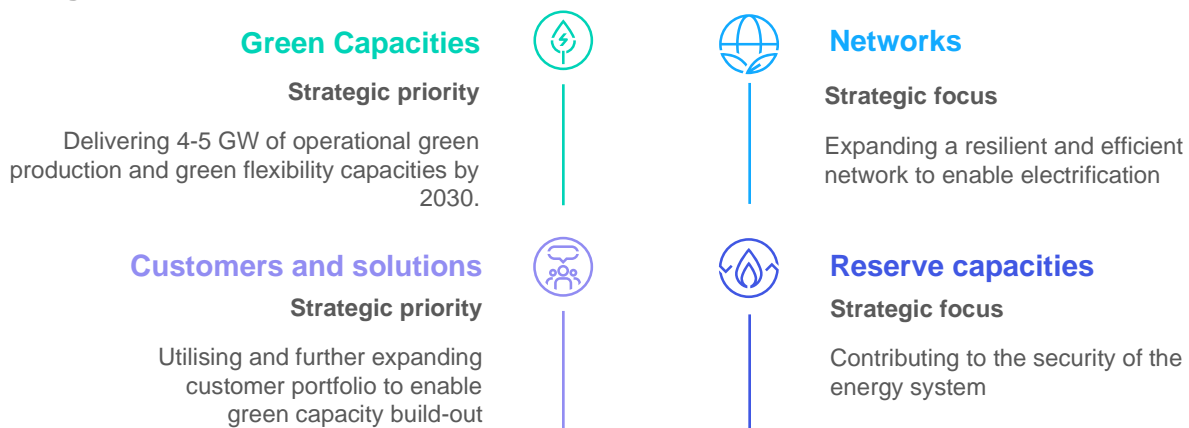 Green Capacities
Strategic priority
Delivering 4-5 GW of operational green
production and green flexibility capacities by
2030.
Networks
Strategic focus
Expanding a resilient and efficient
network to enable electrification
Customers and solutions
Strategic priority
Utilising and further expanding
customer portfolio to enable
green capacity build-out
Reserve capacities
Strategic focus
Contributing to the security of the
energy system